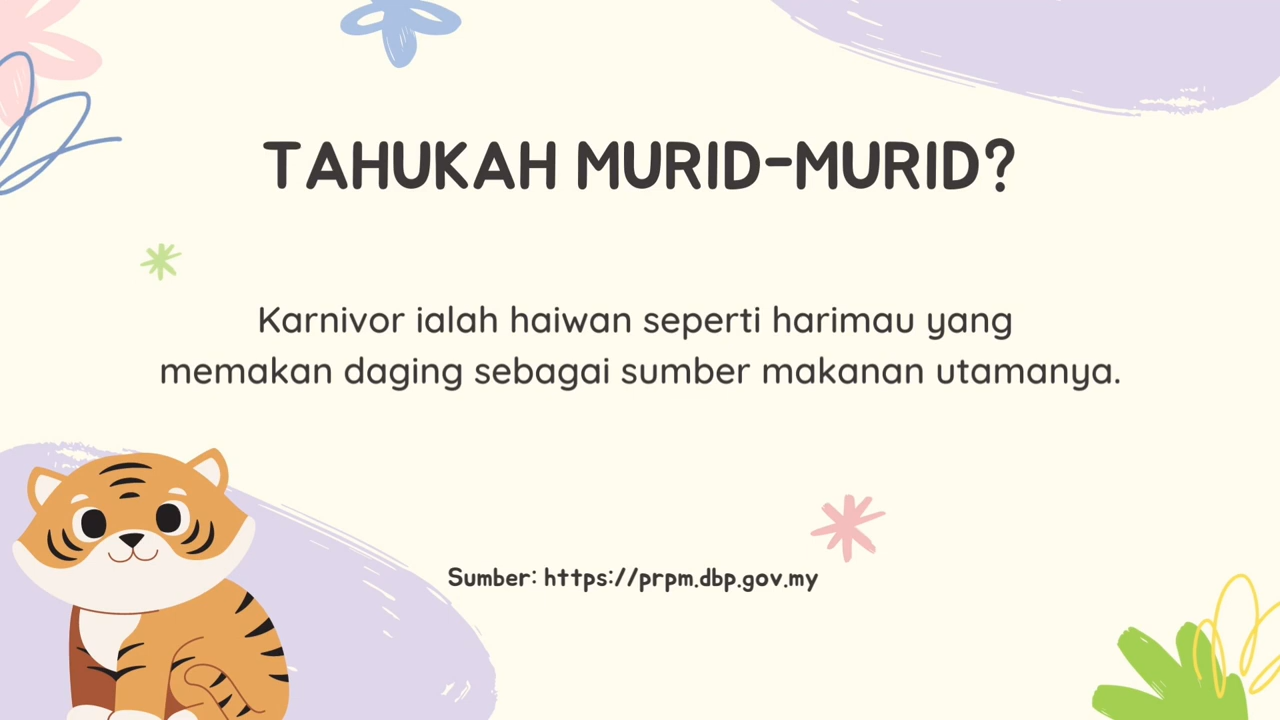 TAHUKAH MURID-MURID?
Karnivor ialah haiwan seperti harimau yang
memakan daging sebagai sumber makanan utamanya.
Sumber: https://prpm.dbp.gov.my